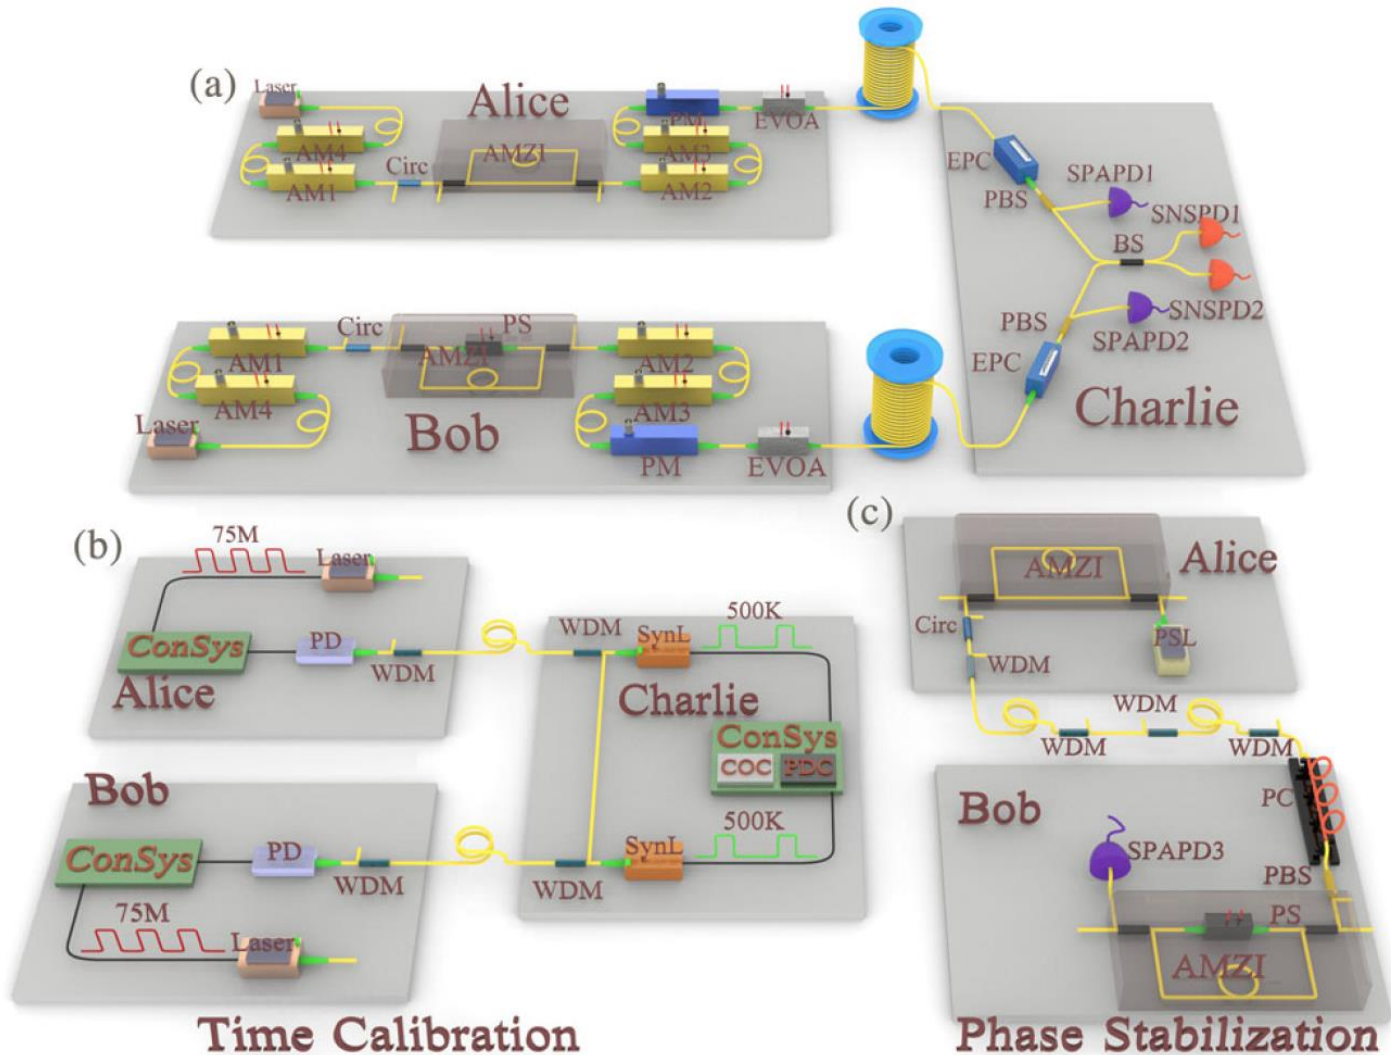 (a)
Laser
Alice
AM4
AM1
Circ
AMZI
PM
AM3
AM2
EVOA
EPC
PBS
SPAPD1
SNSPD1
BS
SNSPD2
PBS
SPAPD2
EPC
Charlie
Circ
PS
AM1
AMZI
AM2
AM4
AM3
Laser
Bob
PM
EVOA
(b)
75M
Laser
ConSys
PD
WDM
Alice
WDM
SynL
500K
Charlie
ConSys
COC
PDC
Bob
ConSys
PD
WDM
WDM
SynL
500K
75M
Laser
Time Calibration
(c)
AMZI
Alice
Circ
WDM
PSL
WDM
WDM
WDM
Bob
PC
SPAPD3
PBS
PS
AMZI
Phase Stabilization